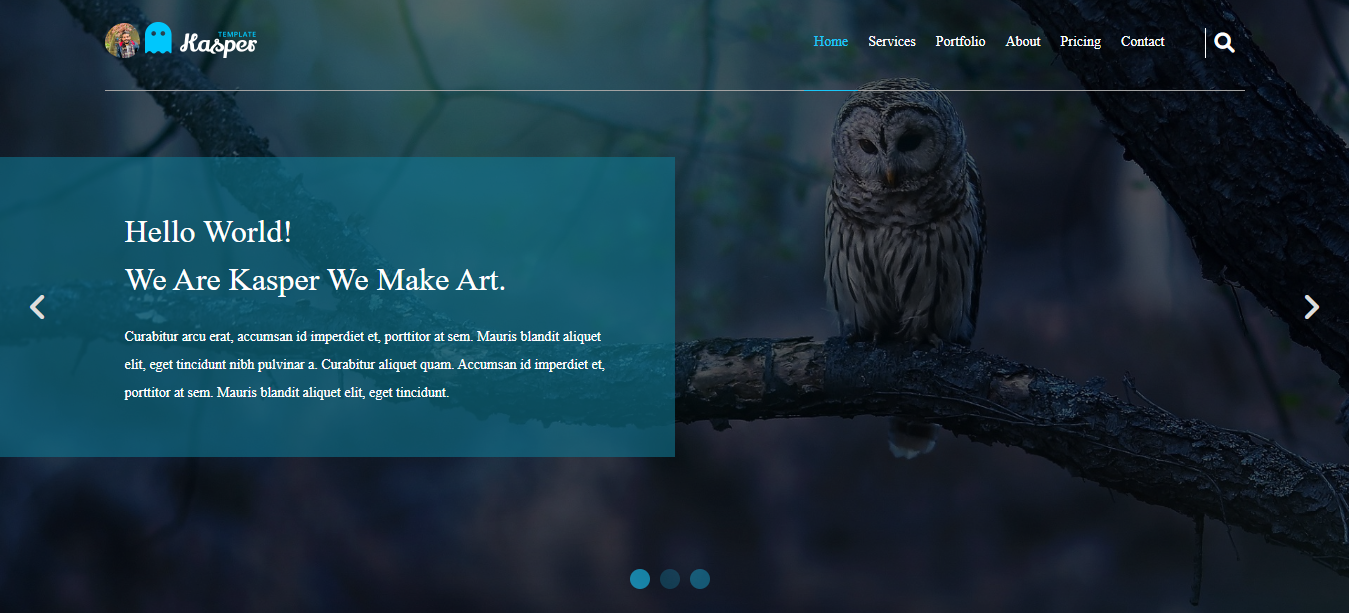 TEMPLATE
Kasper
Home Services Portfolio About Pricing Contact
Hello World!
We Are Kasper We Make Art.
Curabitur arcu erat, accumsan id imperdiet et, porttitor at sem. Mauris blandit aliquet
elit, eget tincidunt nibh pulvinar a. Curabitur aliquet quam. Accumsan id imperdiet et,
porttitor at sem. Mauris blandit aliquet elit, eget tincidunt.